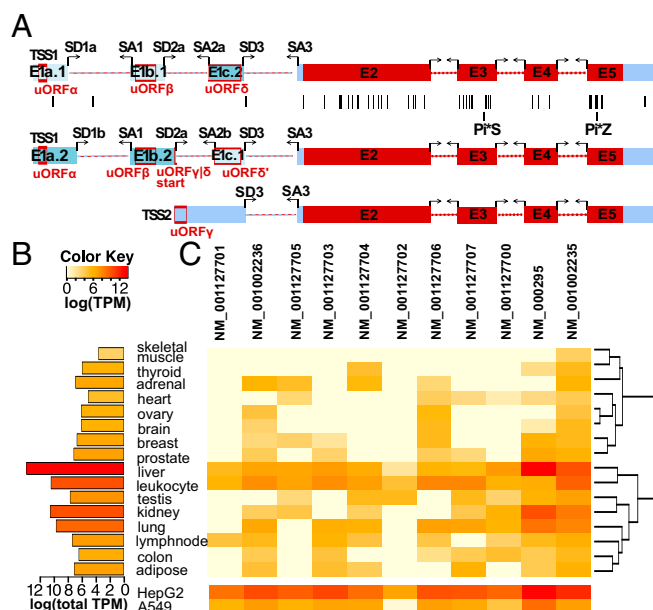 A
TSS1 SD1a SA1 SD2a SA2a SD3 SA3
E1a.1 E1b.1 E1c.2 E2 E3 E4 E5
uORFα uORFβ uORFδ
Pi*S Pi*Z
TSS1 SD1b SA1 SD2a SA2b SD3 SA3
E1a.2 E1b.2 E1c.1 E2 E3 E4 E5
uORFα uORFβ uORFγ|δ start uORFδ'
SD3 SA3
TSS2 E2 E3 E4 E5
uORFγ
B
Color Key
0 6 12
log(TPM)
C
NM_001127701
NM_001002236
NM_001127705
NM_001127703
NM_001127704
NM_001127702
NM_001127706
NM_001127707
NM_001127700
NM_000295
NM_001002235
skeletal
muscle
thyroid
adrenal
heart
ovary
brain
breast
prostate
liver
leukocyte
testis
kidney
lung
lymphnode
colon
adipose
12 10 8 6 4 2 0
log(total TPM)
HepG2
A549